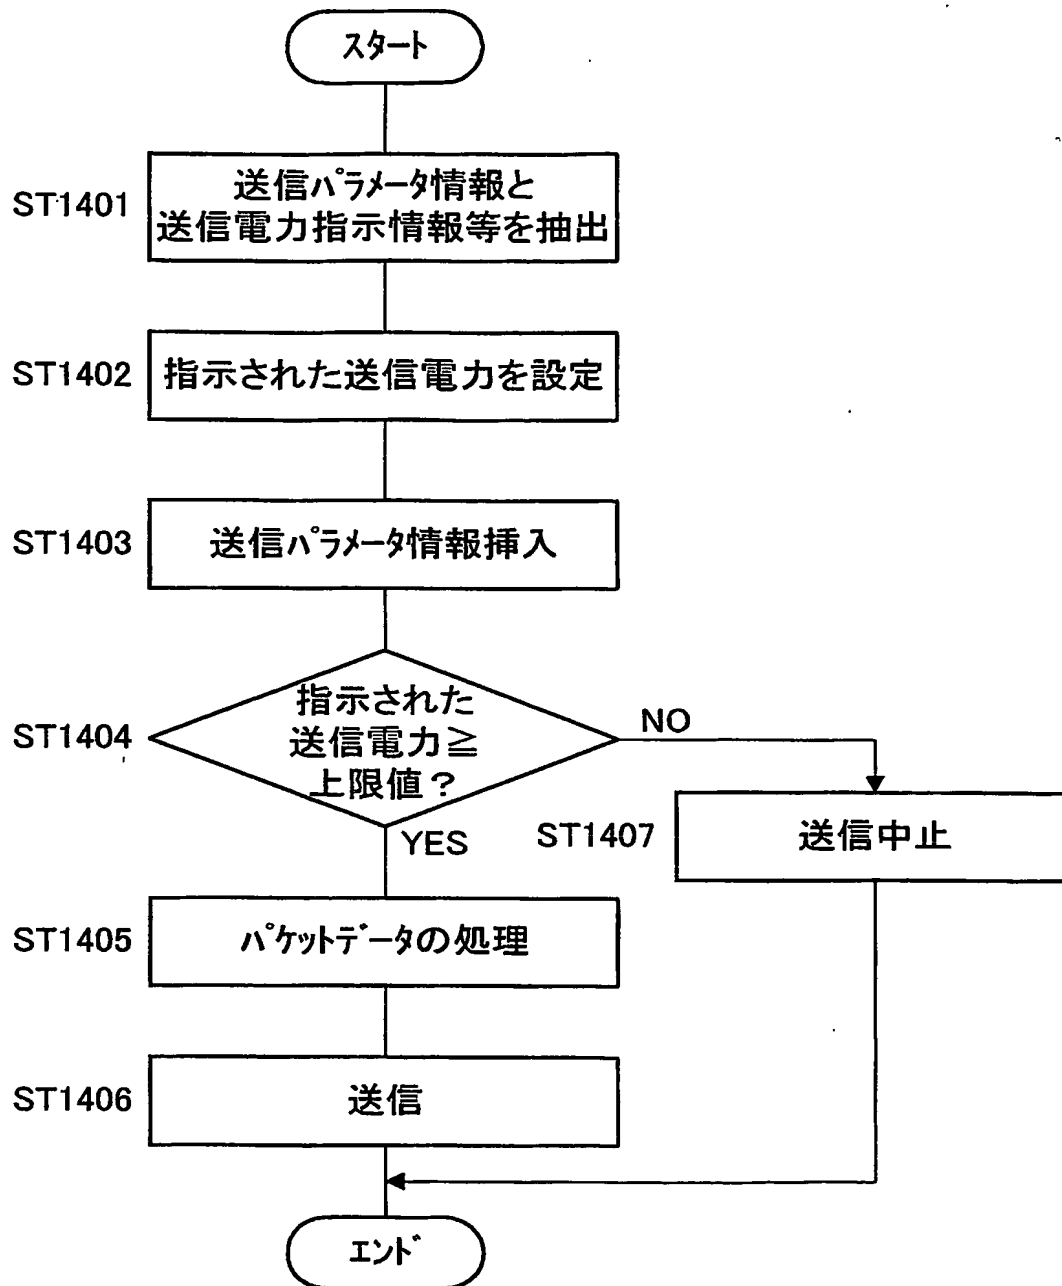 スタート
ST1401
送信パラメータ情報と
送信電力指示情報等を抽出
ST1402
指示された送信電力を設定
ST1403
送信パラメータ情報挿入
ST1404
指示された
送信電力≧
上限値？
NO
YES
ST1407
送信中止
ST1405
パケットデータの処理
ST1406
送信
エンド